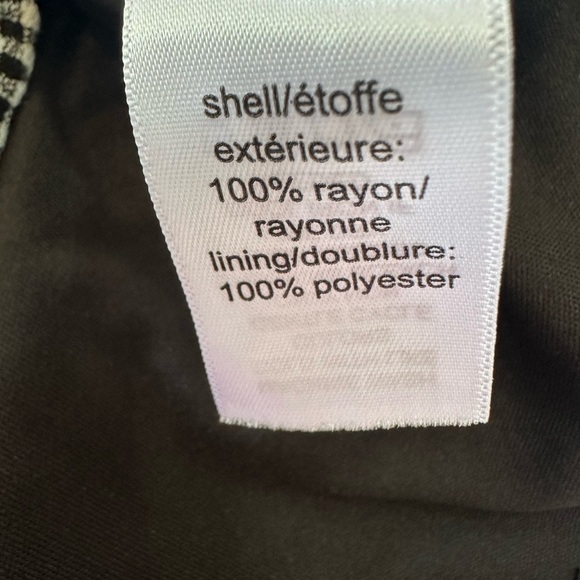 shell/étoffe
extérieure:
100% rayon/
rayonne
lining/doublure:
100% polyester